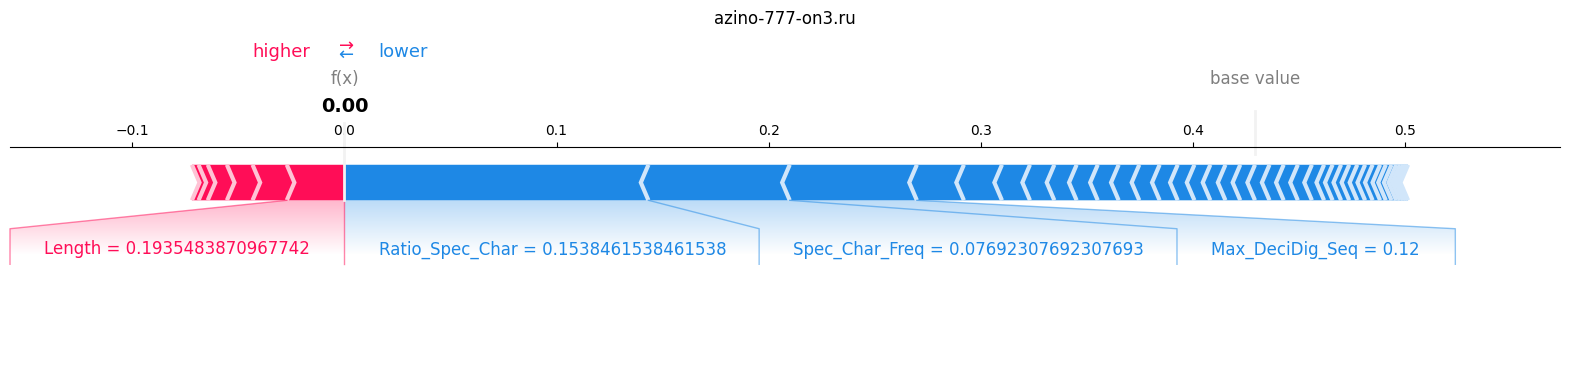 azino-777-on3.ru
higher ⇄ lower
f(x) base value
0.00
−0.1 0.0 0.1 0.2 0.3 0.4 0.5
Length = 0.1935483870967742 Ratio_Spec_Char = 0.1538461538461538 Spec_Char_Freq = 0.07692307692307693 Max_DeciDig_Seq = 0.12